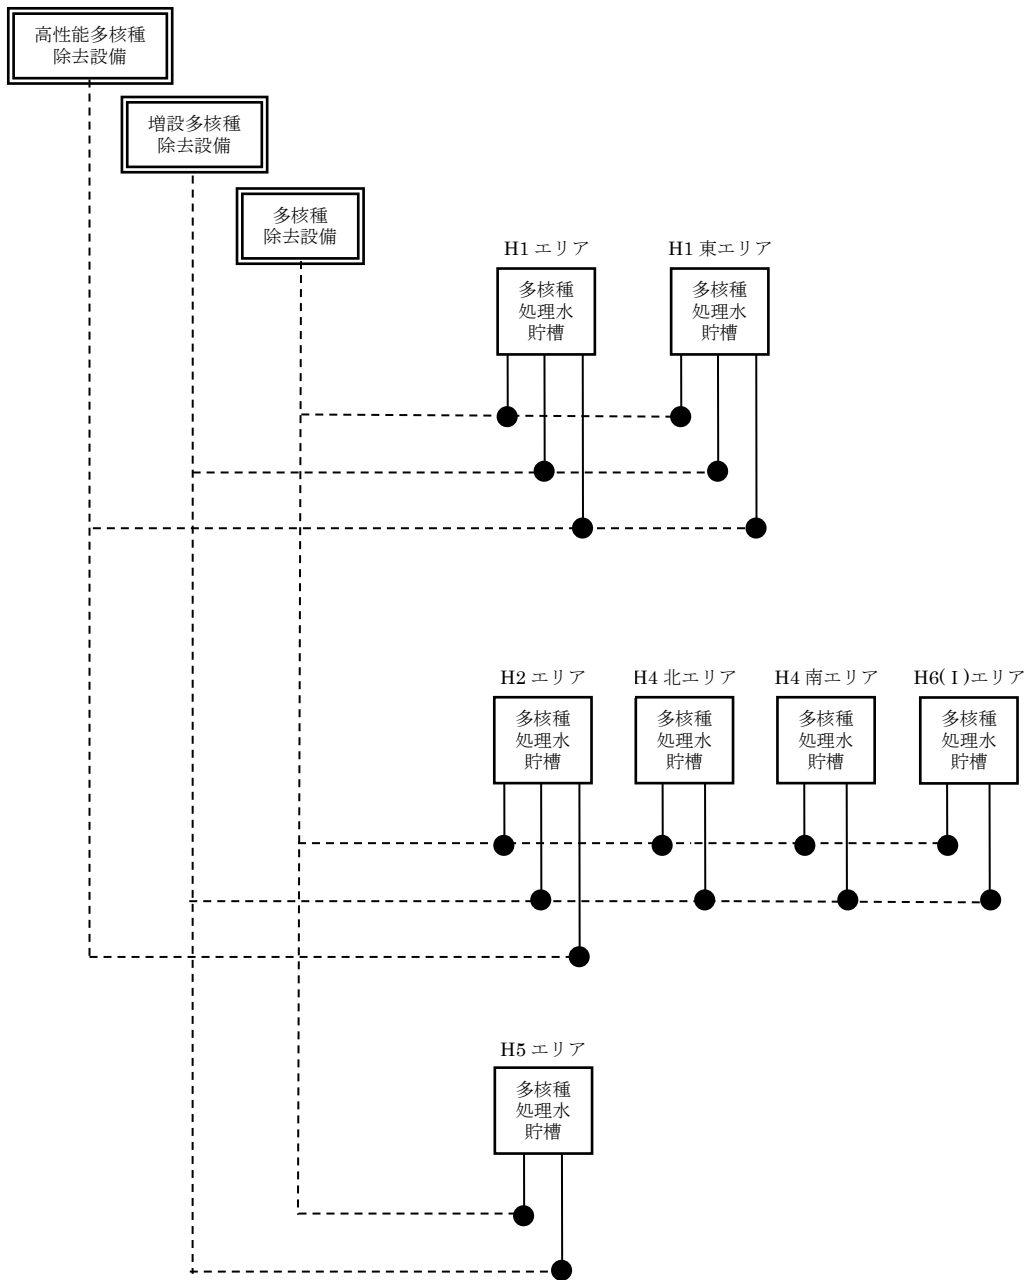 高性能多核種
除去設備
増設多核種
除去設備
多核種
除去設備
H1 エリア
多核種
処理水
貯槽
H1 東エリア
多核種
処理水
貯槽
H2 エリア
多核種
処理水
貯槽
H4 北エリア
多核種
処理水
貯槽
H4 南エリア
多核種
処理水
貯槽
H6(Ⅰ)エリア
多核種
処理水
貯槽
H5 エリア
多核種
処理水
貯槽